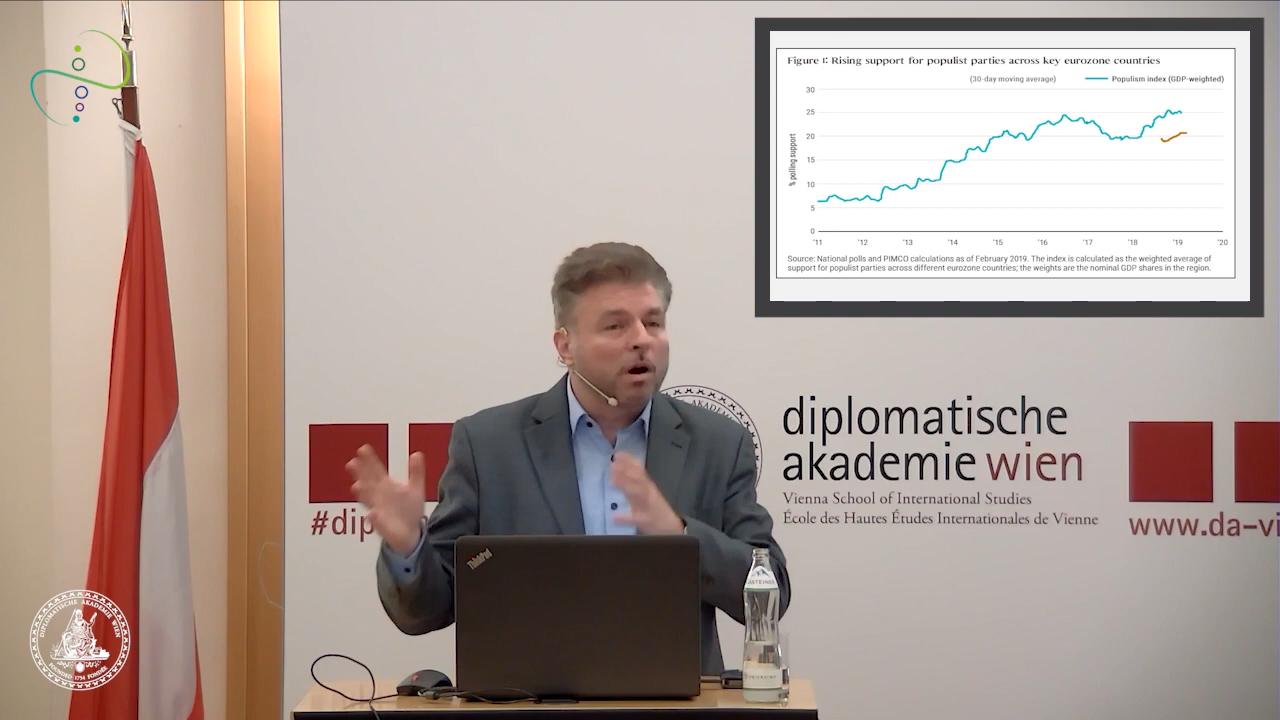 Figure 1: Rising support for populist parties across key eurozone countries
(30-day moving average) Populism index (GDP-weighted)
% polling support
30
25
20
15
10
5
0
'11 '12 '13 '14 '15 '16 '17 '18 '19 '20
Source: National polls and PIMCO calculations as of February 2019. The index is calculated as the weighted average of
support for populist parties across different eurozone countries; the weights are the nominal GDP shares in the region.
diplomatische
akademie wien
Vienna School of International Studies
École des Hautes Études Internationales de Vienne
#dip
www.da-vi
ThinkPad
DIPLOMATISCHE AKADEMIE WIEN